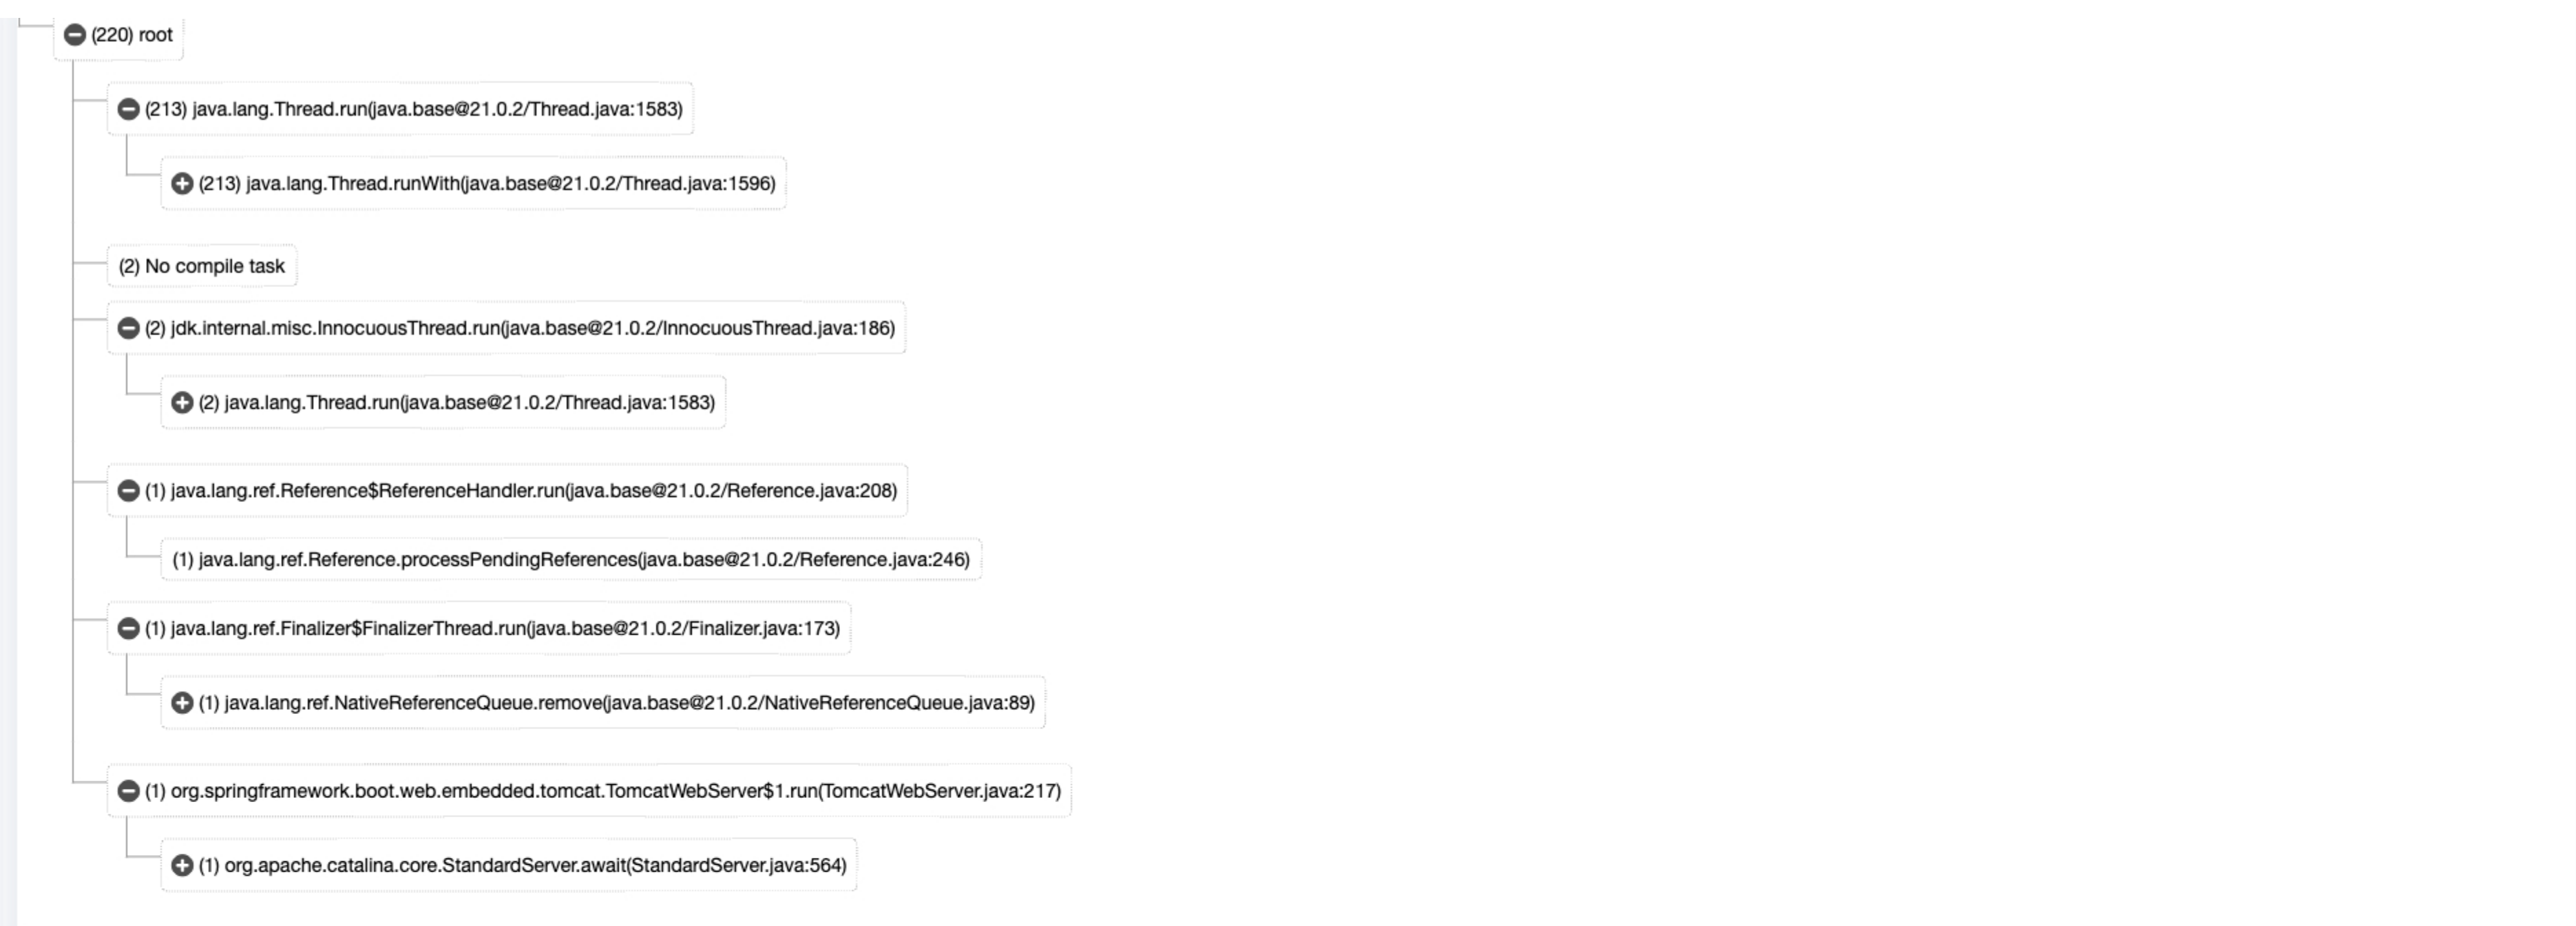 (220) root
(213) java.lang.Thread.run(java.base@21.0.2/Thread.java:1583)
(213) java.lang.Thread.runWith(java.base@21.0.2/Thread.java:1596)
(2) No compile task
(2) jdk.internal.misc.InnocuousThread.run(java.base@21.0.2/InnocuousThread.java:186)
(2) java.lang.Thread.run(java.base@21.0.2/Thread.java:1583)
(1) java.lang.ref.Reference$ReferenceHandler.run(java.base@21.0.2/Reference.java:208)
(1) java.lang.ref.Reference.processPendingReferences(java.base@21.0.2/Reference.java:246)
(1) java.lang.ref.Finalizer$FinalizerThread.run(java.base@21.0.2/Finalizer.java:173)
(1) java.lang.ref.NativeReferenceQueue.remove(java.base@21.0.2/NativeReferenceQueue.java:89)
(1) org.springframework.boot.web.embedded.tomcat.TomcatWebServer$1.run(TomcatWebServer.java:217)
(1) org.apache.catalina.core.StandardServer.await(StandardServer.java:564)